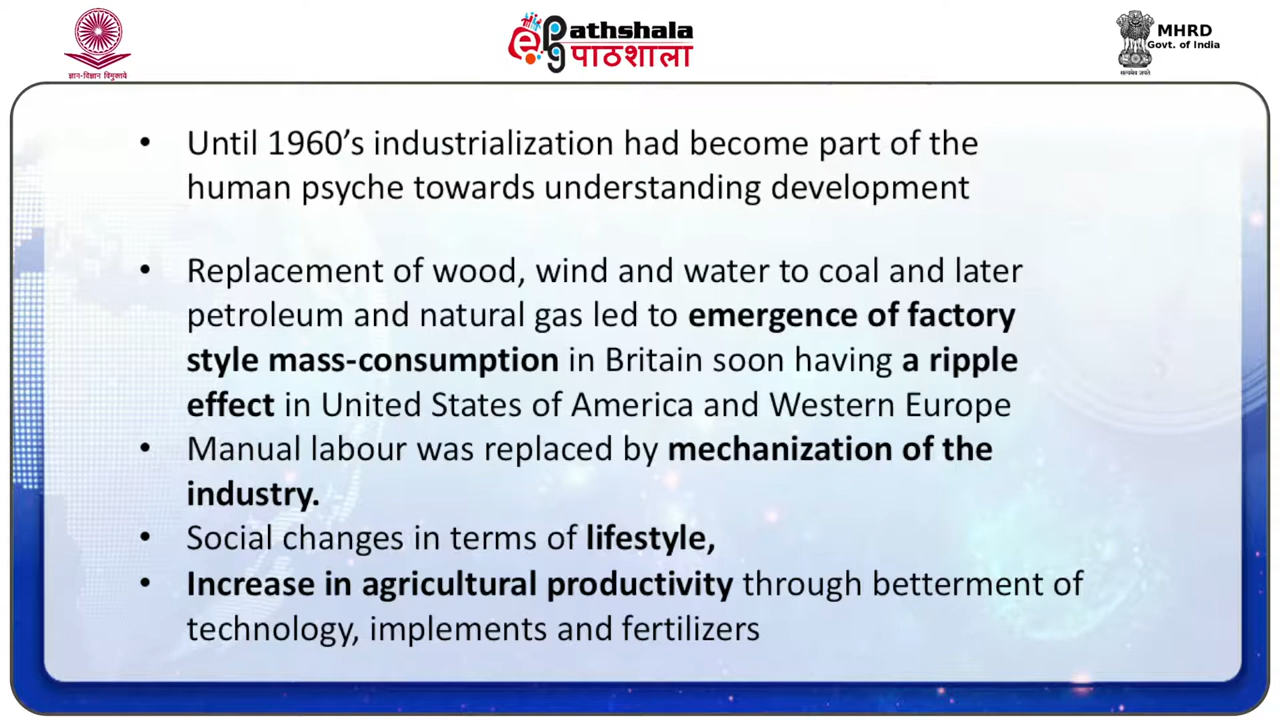 ज्ञान-विज्ञान विमुक्तये
Pathshala
पाठशाला
MHRD
Govt. of India
सत्यमेव जयते
• Until 1960’s industrialization had become part of the
human psyche towards understanding development
• Replacement of wood, wind and water to coal and later
petroleum and natural gas led to emergence of factory
style mass-consumption in Britain soon having a ripple
effect in United States of America and Western Europe
• Manual labour was replaced by mechanization of the
industry.
• Social changes in terms of lifestyle,
• Increase in agricultural productivity through betterment of
technology, implements and fertilizers